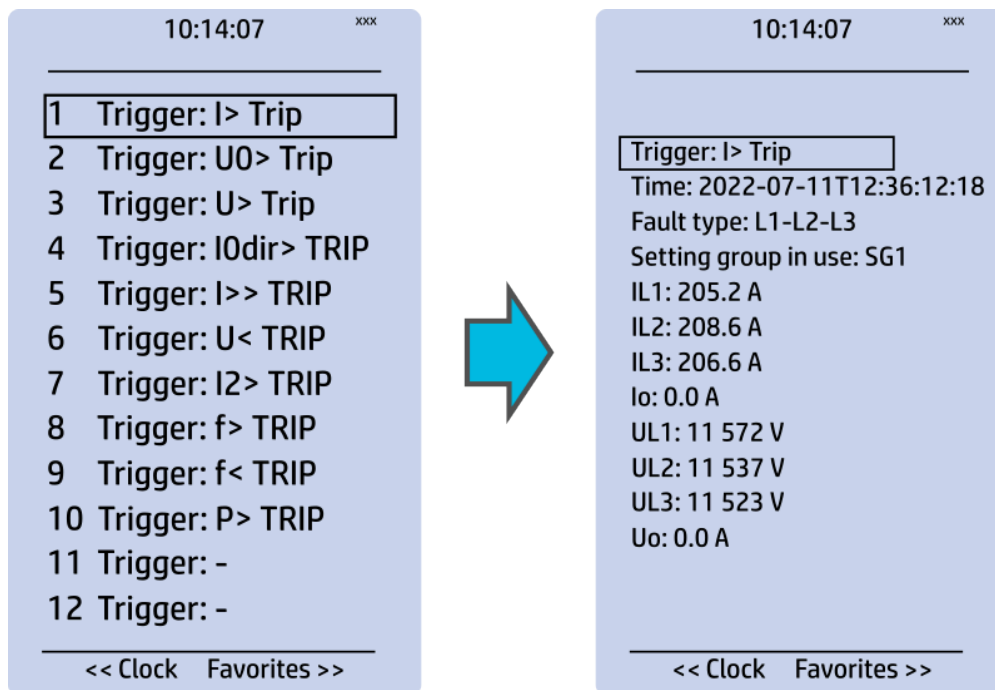 10:14:07 xxx
1 Trigger: I> Trip
2 Trigger: U0> Trip
3 Trigger: U> Trip
4 Trigger: I0dir> TRIP
5 Trigger: I>> TRIP
6 Trigger: U< TRIP
7 Trigger: I2> TRIP
8 Trigger: f> TRIP
9 Trigger: f< TRIP
10 Trigger: P> TRIP
11 Trigger: -
12 Trigger: -
<< Clock Favorites >>
10:14:07 xxx
Trigger: I> Trip
Time: 2022-07-11T12:36:12:18
Fault type: L1-L2-L3
Setting group in use: SG1
IL1: 205.2 A
IL2: 208.6 A
IL3: 206.6 A
Io: 0.0 A
UL1: 11 572 V
UL2: 11 537 V
UL3: 11 523 V
Uo: 0.0 A
<< Clock Favorites >>